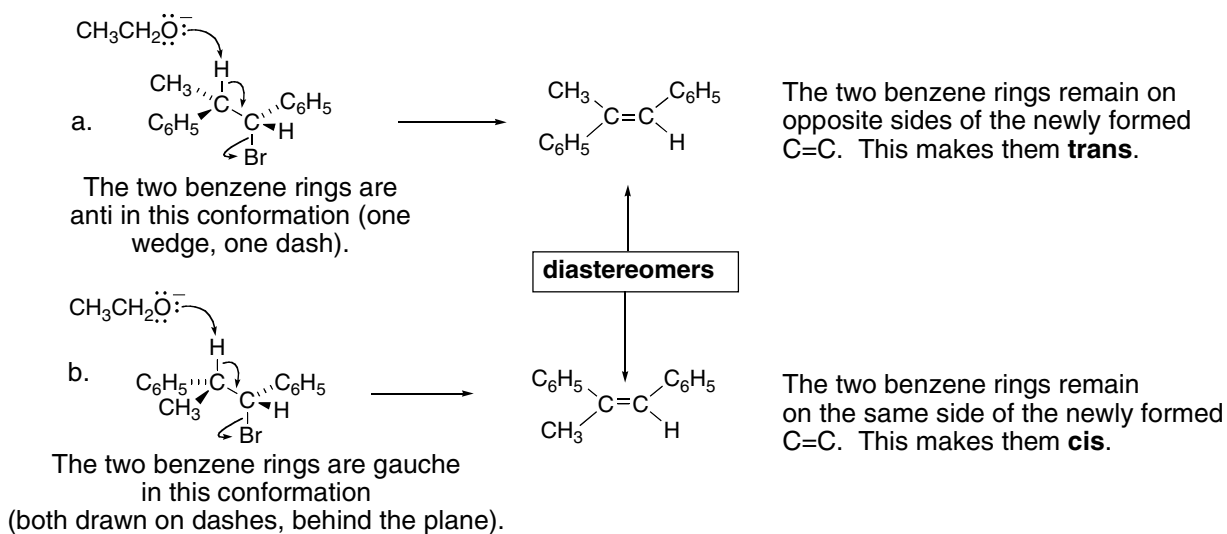 CH3CH2O:–
H
CH3
C6H5
a.
C
C6H5
C
H
Br
CH3
C6H5
C=C
C6H5
H
The two benzene rings remain on
opposite sides of the newly formed
C=C. This makes them trans.
The two benzene rings are
anti in this conformation (one
wedge, one dash).
diastereomers
CH3CH2O:–
H
b.
C6H5
C
C6H5
CH3
C
H
Br
C6H5
C6H5
C=C
CH3
H
The two benzene rings remain
on the same side of the newly formed
C=C. This makes them cis.
The two benzene rings are gauche
in this conformation
(both drawn on dashes, behind the plane).